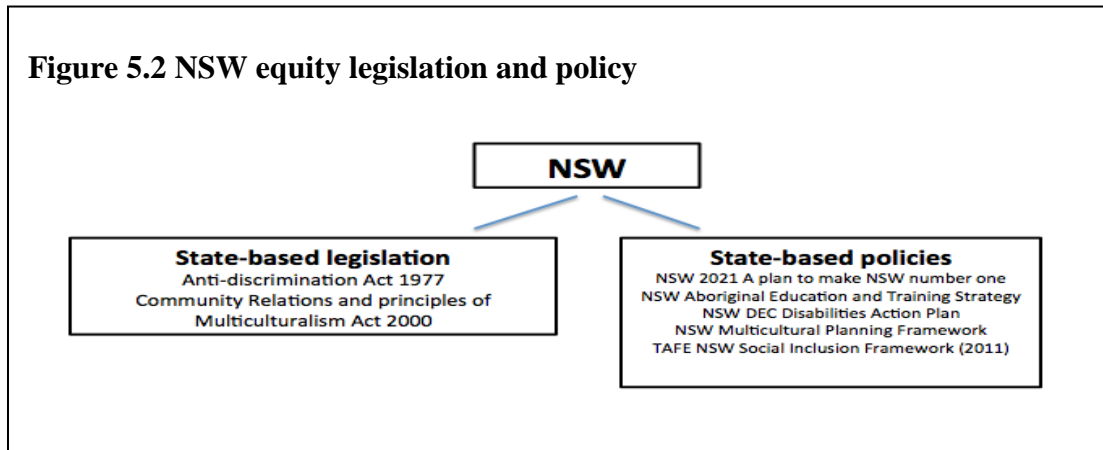 Figure 5.2 NSW equity legislation and policy
NSW
State-based legislation
Anti-discrimination Act 1977
Community Relations and principles of
Multiculturalism Act 2000
State-based policies
NSW 2021 A plan to make NSW number one
NSW Aboriginal Education and Training Strategy
NSW DEC Disabilities Action Plan
NSW Multicultural Planning Framework
TAFE NSW Social Inclusion Framework (2011)